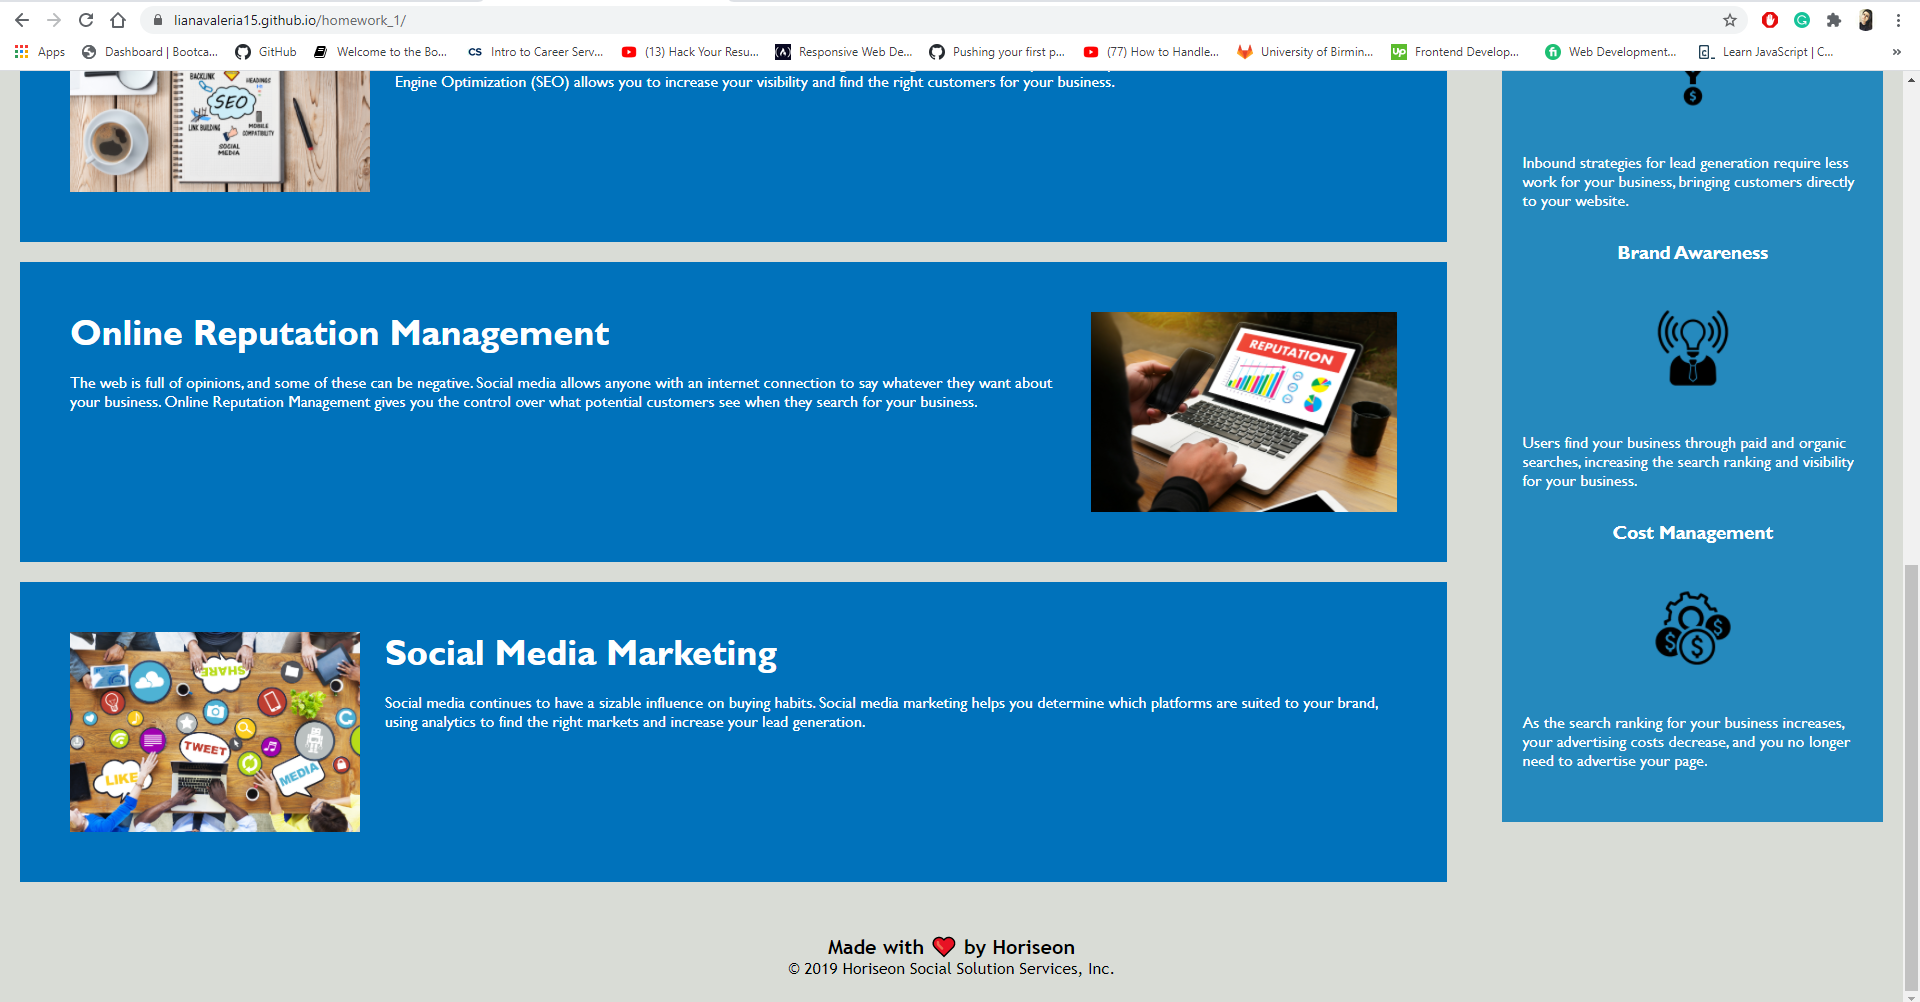 lianavaleria15.github.io/homework_1/
Apps
Dashboard | Bootca...
GitHub
Welcome to the Bo...
CS
Intro to Career Serv...
(13) Hack Your Resu...
(A)
Responsive Web De...
Pushing your first p...
(77) How to Handle...
University of Birmin...
Up
Frontend Develop...
fi
Web Development...
Learn JavaScript | C...
»
BACKLINK
HEADINGS
SEO
LINK BUILDING
MOBILE
COMPATIBILITY
SOCIAL
MEDIA
Engine Optimization (SEO) allows you to increase your visibility and find the right customers for your business.
Online Reputation Management
The web is full of opinions, and some of these can be negative. Social media allows anyone with an internet connection to say whatever they want about
your business. Online Reputation Management gives you the control over what potential customers see when they search for your business.
REPUTATION
SHARE
TWEET
LIKE
MEDIA
Social Media Marketing
Social media continues to have a sizable influence on buying habits. Social media marketing helps you determine which platforms are suited to your brand,
using analytics to find the right markets and increase your lead generation.
$
Inbound strategies for lead generation require less
work for your business, bringing customers directly
to your website.
Brand Awareness
Users find your business through paid and organic
searches, increasing the search ranking and visibility
for your business.
Cost Management
$ $ $
As the search ranking for your business increases,
your advertising costs decrease, and you no longer
need to advertise your page.
Made with ❤ by Horiseon
© 2019 Horiseon Social Solution Services, Inc.